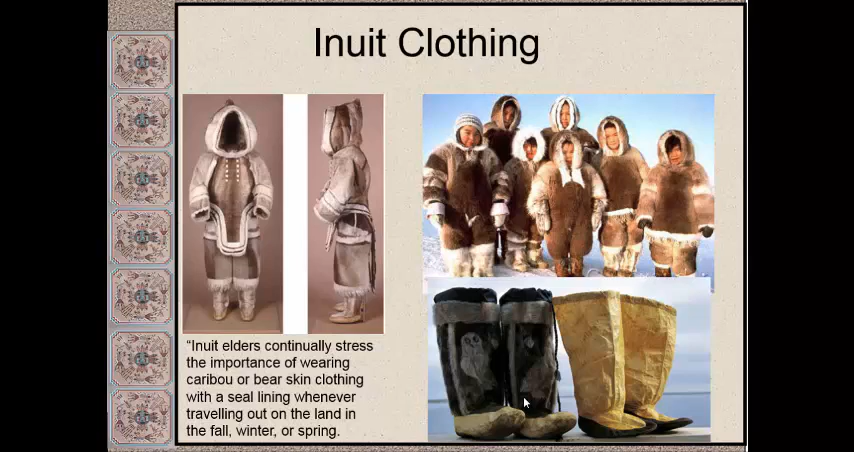 Inuit Clothing
“Inuit elders continually stress
the importance of wearing
caribou or bear skin clothing
with a seal lining whenever
travelling out on the land in
the fall, winter, or spring.